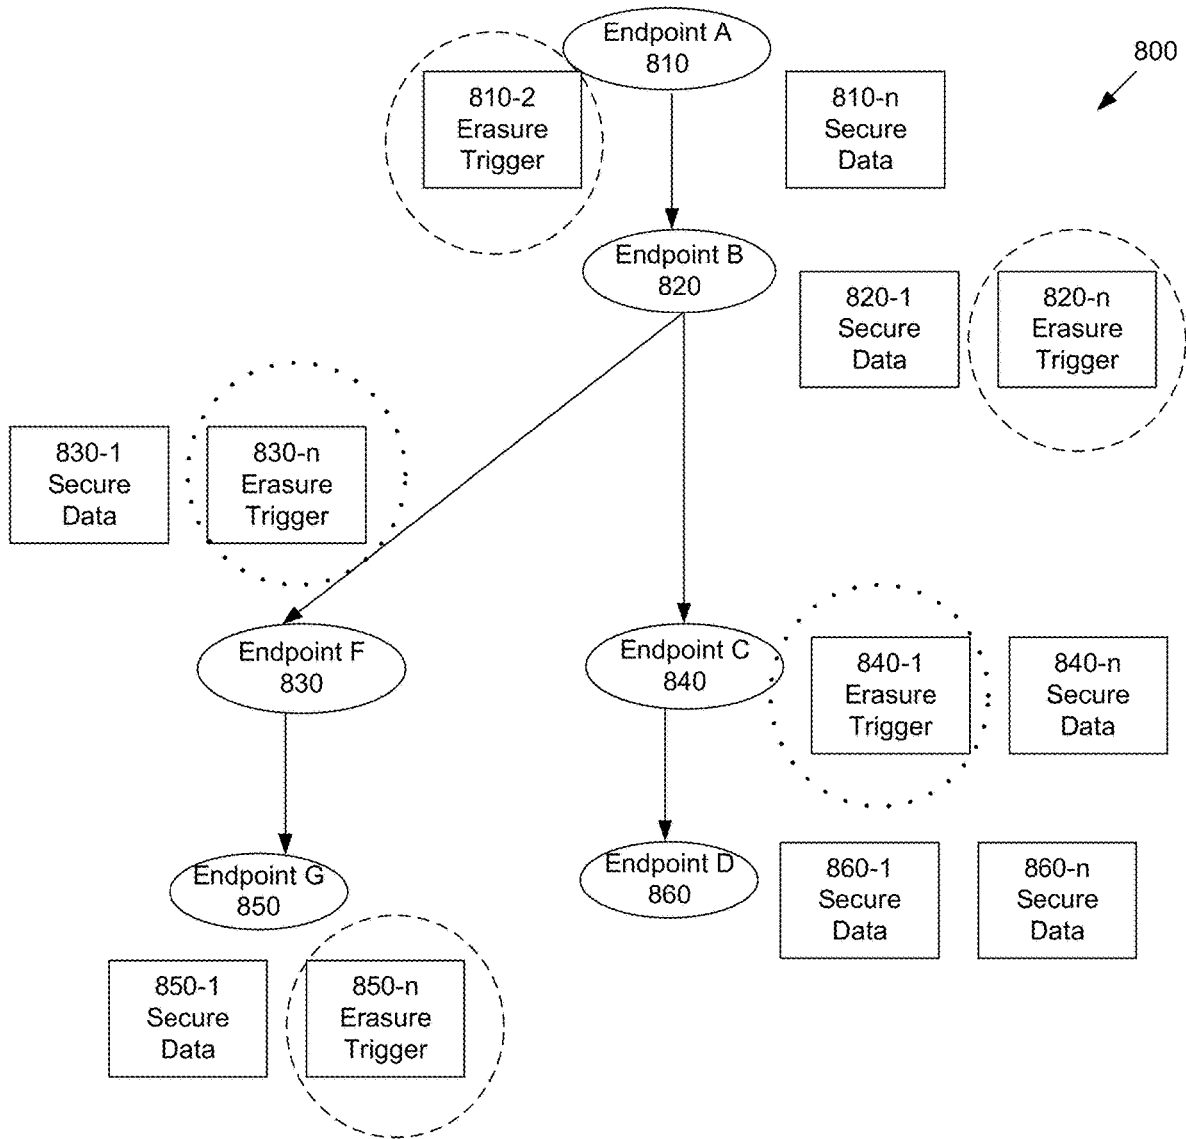 Endpoint A
810
800
810-2
Erasure
Trigger
810-n
Secure
Data
Endpoint B
820
820-1
Secure
Data
820-n
Erasure
Trigger
830-1
Secure
Data
830-n
Erasure
Trigger
Endpoint F
830
Endpoint C
840
840-1
Erasure
Trigger
840-n
Secure
Data
Endpoint G
850
Endpoint D
860
860-1
Secure
Data
860-n
Secure
Data
850-1
Secure
Data
850-n
Erasure
Trigger